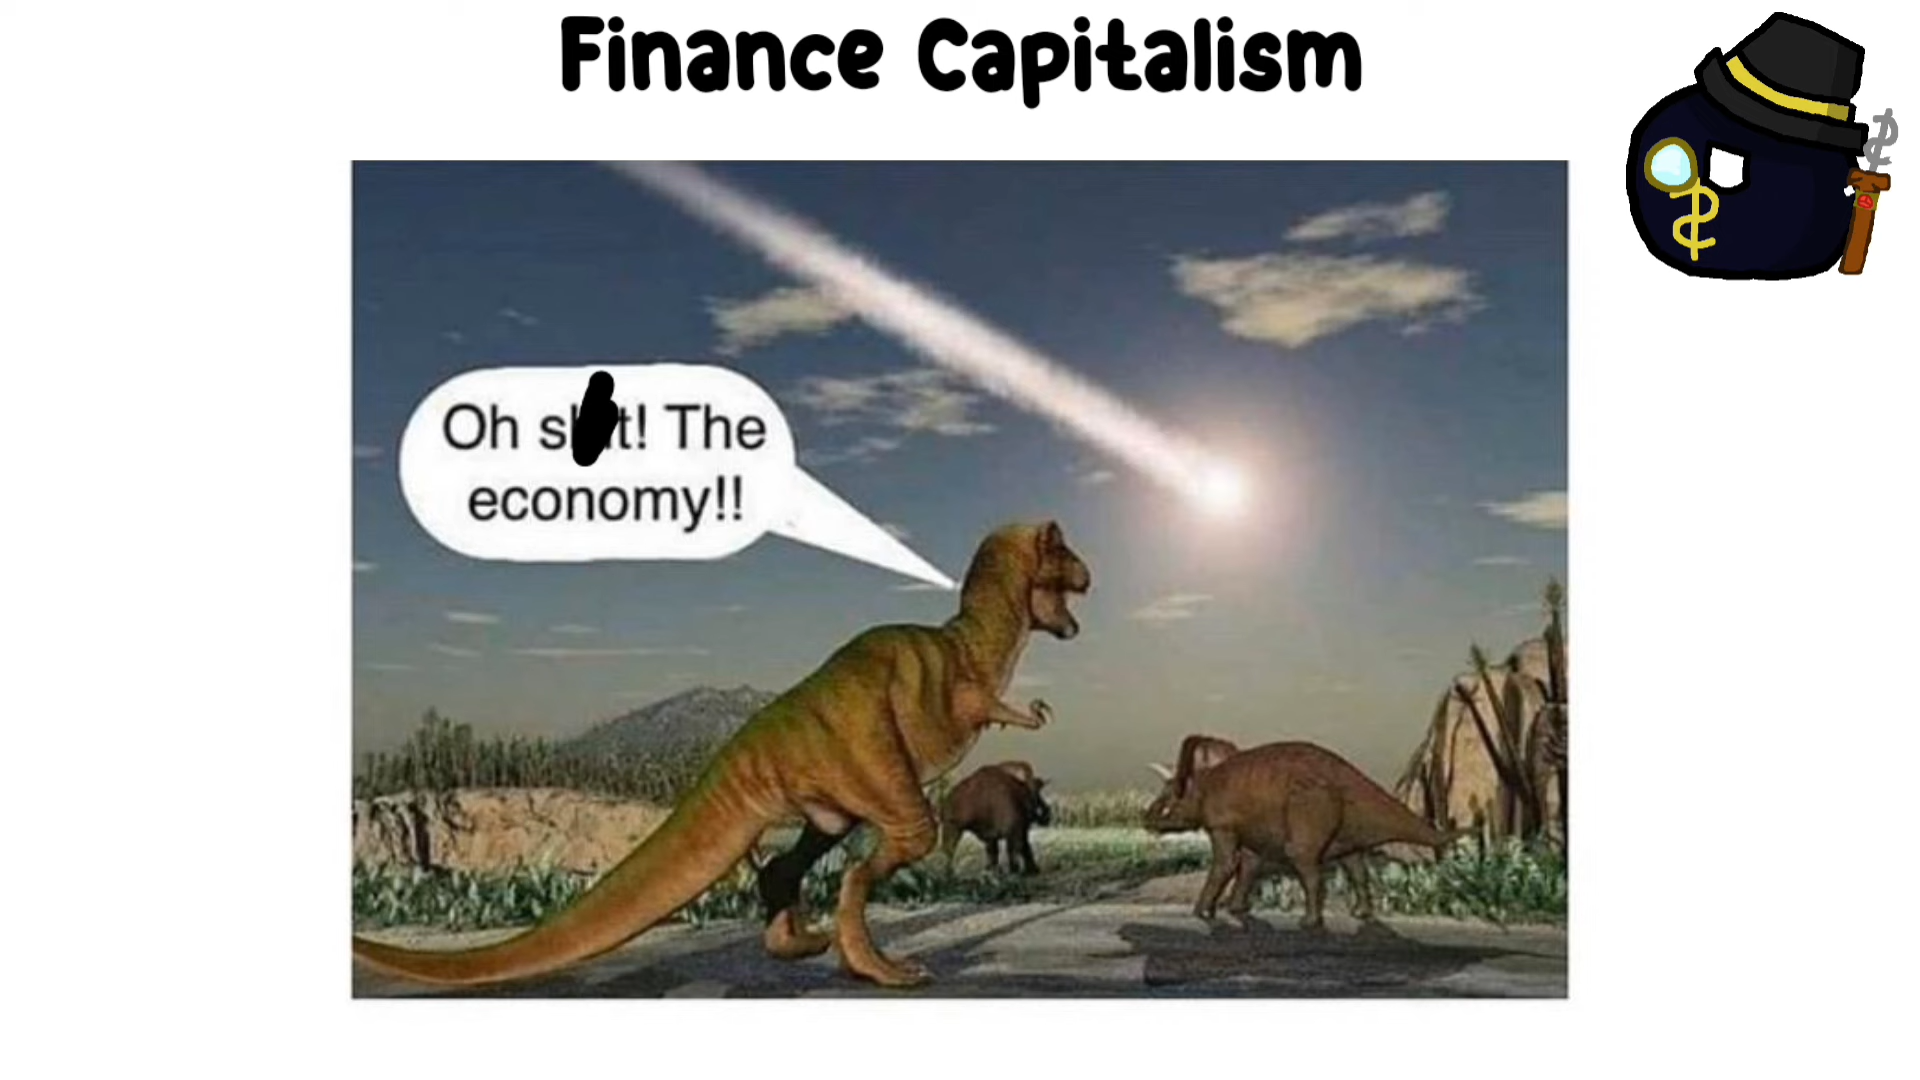 Finance Capitalism
Oh s t! The
economy!!